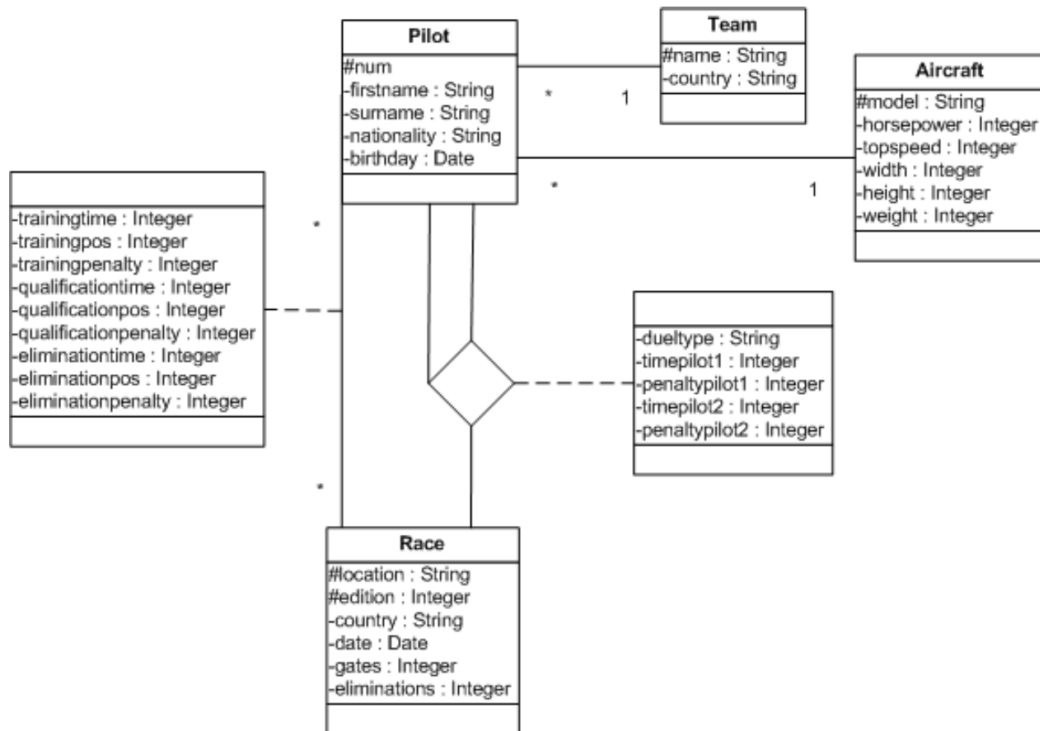 Pilot
#num
-firstname : String
-surname : String
-nationality : String
-birthday : Date
Team
#name : String
-country : String
Aircraft
#model : String
-horsepower : Integer
-topspeed : Integer
-width : Integer
-height : Integer
-weight : Integer
*
1
*
1
-trainingtime : Integer
-trainingpos : Integer
-trainingpenalty : Integer
-qualificationtime : Integer
-qualificationpos : Integer
-qualificationpenalty : Integer
-eliminationtime : Integer
-eliminationpos : Integer
-eliminationpenalty : Integer
*
*
-dueltype : String
-timepilot1 : Integer
-penaltypilot1 : Integer
-timepilot2 : Integer
-penaltypilot2 : Integer
Race
#location : String
#edition : Integer
-country : String
-date : Date
-gates : Integer
-eliminations : Integer